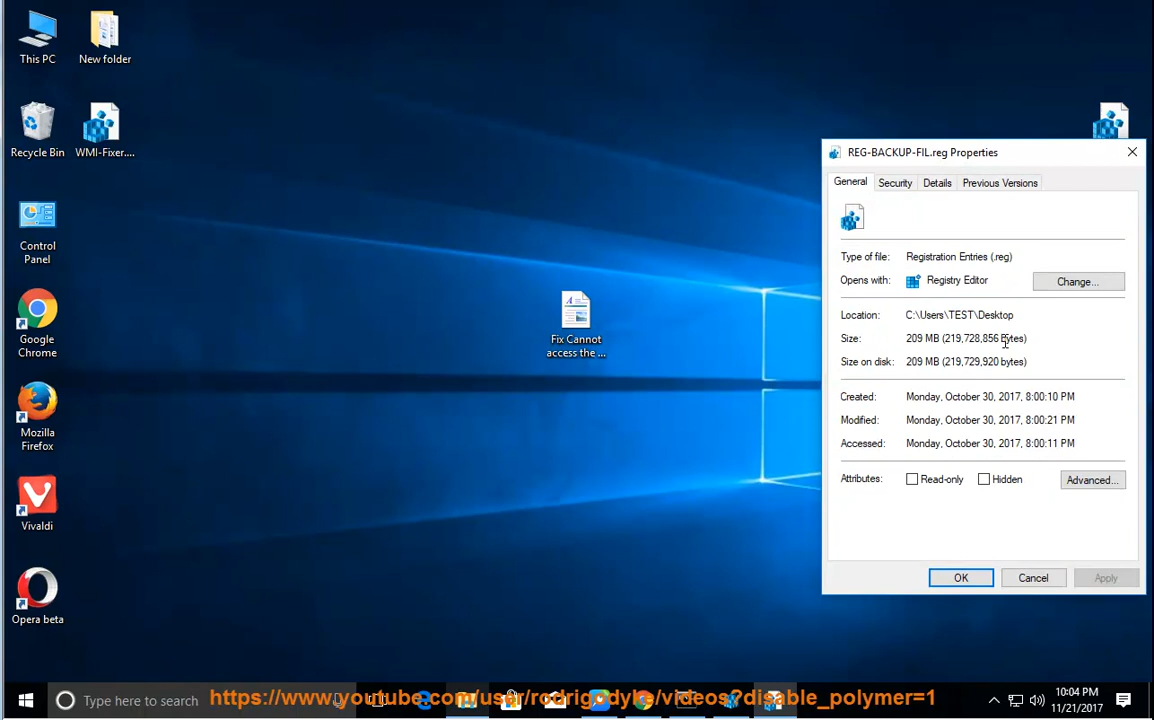 This PC
New folder
Recycle Bin
WMI-Fixer....
Control
Panel
Google
Chrome
Mozilla
Firefox
Vivaldi
Opera beta
Fix Cannot
access the ...
REG-BACKUP-FIL.reg Properties
General Security Details Previous Versions
Type of file: Registration Entries (.reg)
Opens with: Registry Editor Change...
Location: C:\Users\TEST\Desktop
Size: 209 MB (219,728,856 bytes)
Size on disk: 209 MB (219,729,920 bytes)
Created: Monday, October 30, 2017, 8:00:10 PM
Modified: Monday, October 30, 2017, 8:00:21 PM
Accessed: Monday, October 30, 2017, 8:00:11 PM
Attributes: Read-only Hidden Advanced...
OK Cancel Apply
Type here to search
https://www.youtube.com/user/rodrigodyke/videos?disable_polymer=1
10:04 PM
11/21/2017